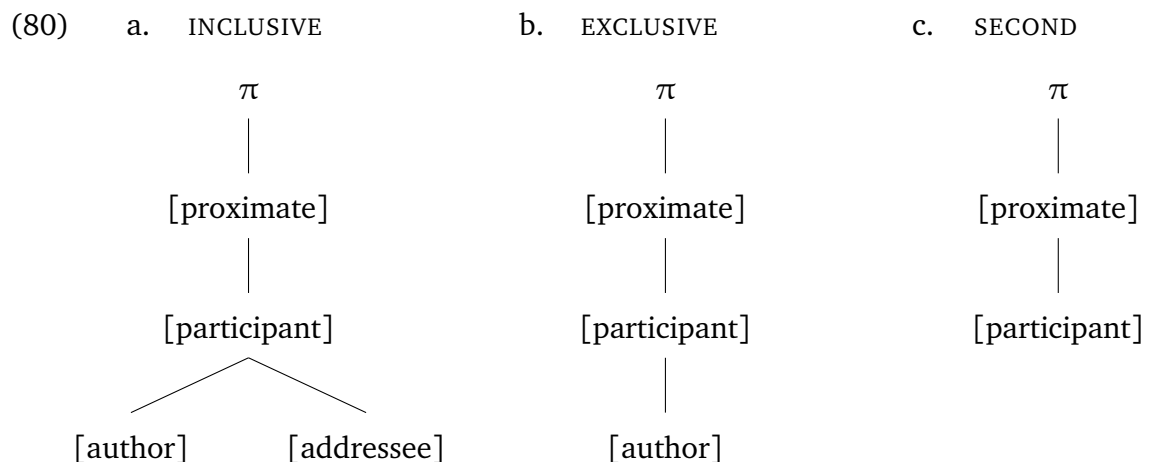 (80) a. INCLUSIVE b. EXCLUSIVE c. SECOND
π π π
[proximate] [proximate] [proximate]
[participant] [participant] [participant]
[author] [addressee] [author]